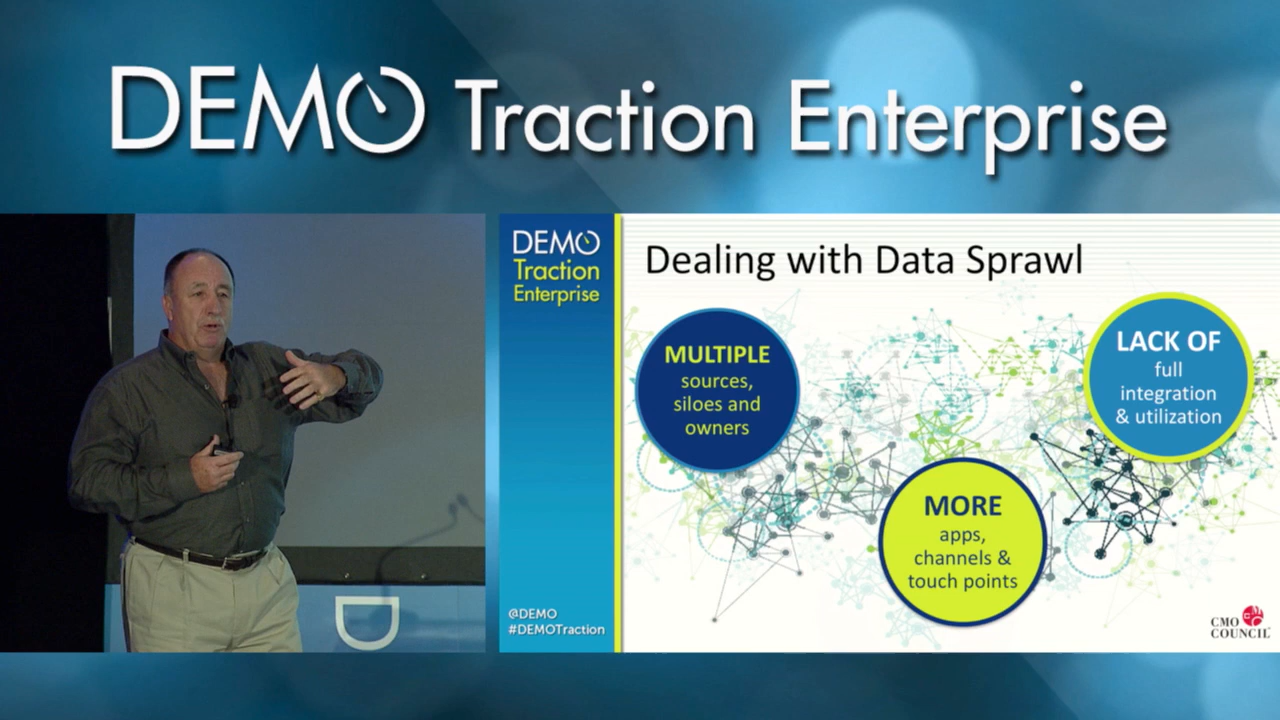 DEMO Traction Enterprise
DEMO
Traction
Enterprise
Dealing with Data Sprawl
MULTIPLE
sources,
siloes and
owners
LACK OF
full
integration
& utilization
MORE
apps,
channels &
touch points
@DEMO
#DEMOTraction
CMO
COUNCIL
D